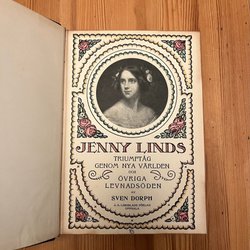 JENNY LINDS
TRIUMFTÅG
GENOM NYA VÄRLDEN
OCH
ÖVRIGA
LEVNADSÖDEN
AV
SVEN DORPH